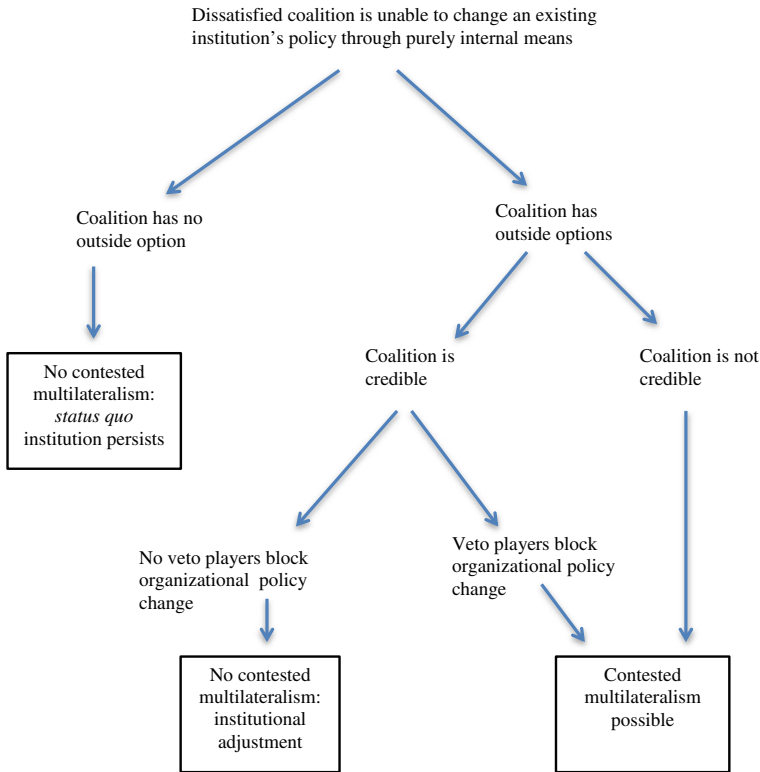 Dissatisfied coalition is unable to change an existing
institution’s policy through purely internal means
Coalition has no
outside option
Coalition has
outside options
No contested
multilateralism:
status quo
institution persists
Coalition is
credible
Coalition is not
credible
No veto players block
organizational policy
change
Veto players block
organizational policy
change
No contested
multilateralism:
institutional
adjustment
Contested
multilateralism
possible